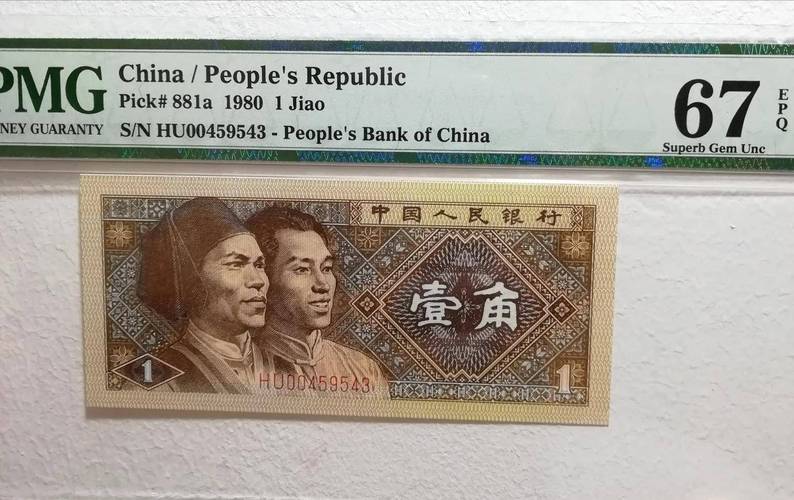 PMG
NEY GUARANTY
China / People's Republic
Pick# 881a 1980 1 Jiao
S/N HU00459543 - People's Bank of China
67
EPQ
Superb Gem Unc
中国人民银行
壹角
1
HU00459543
1